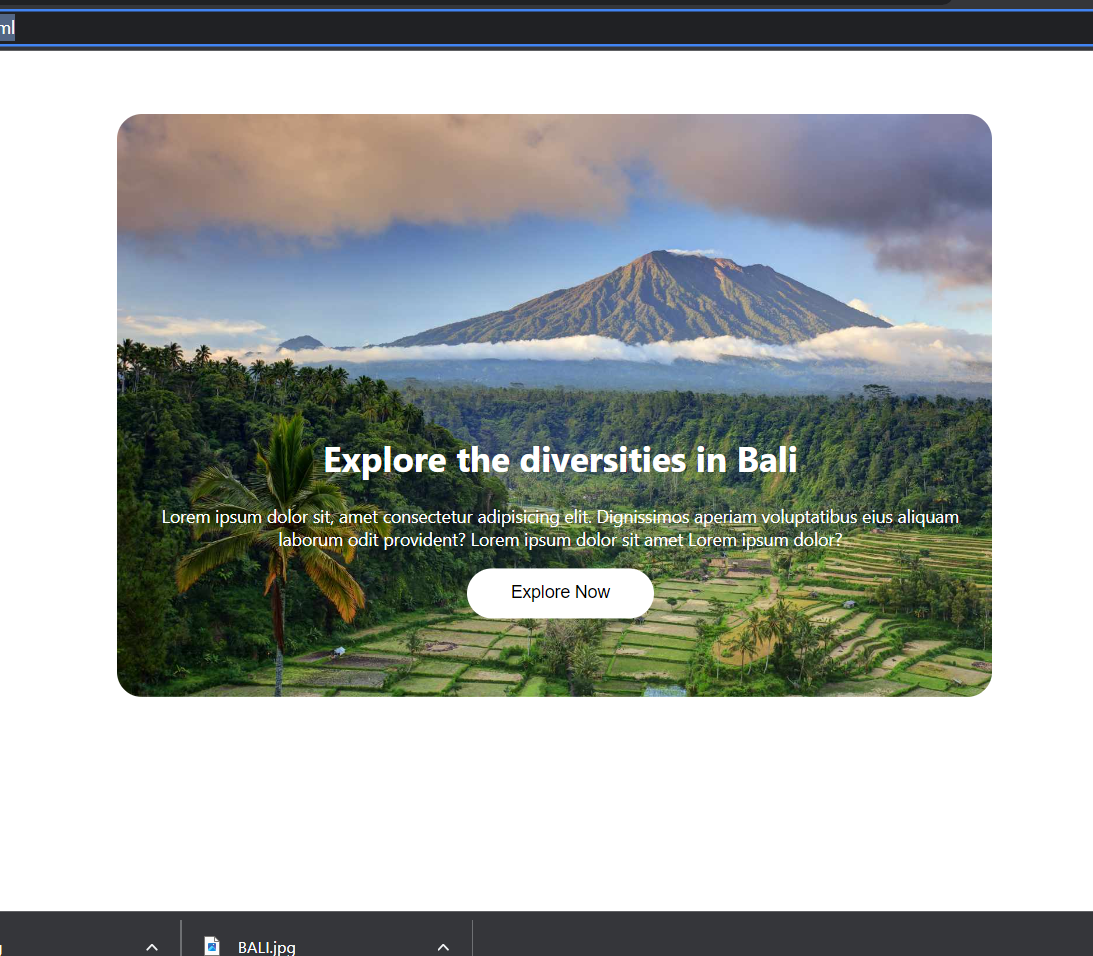 ml
Explore the diversities in Bali
Lorem ipsum dolor sit, amet consectetur adipisicing elit. Dignissimos aperiam voluptatibus eius aliquam
laborum odit provident? Lorem ipsum dolor sit amet Lorem ipsum dolor?
Explore Now
g
BALI.jpg